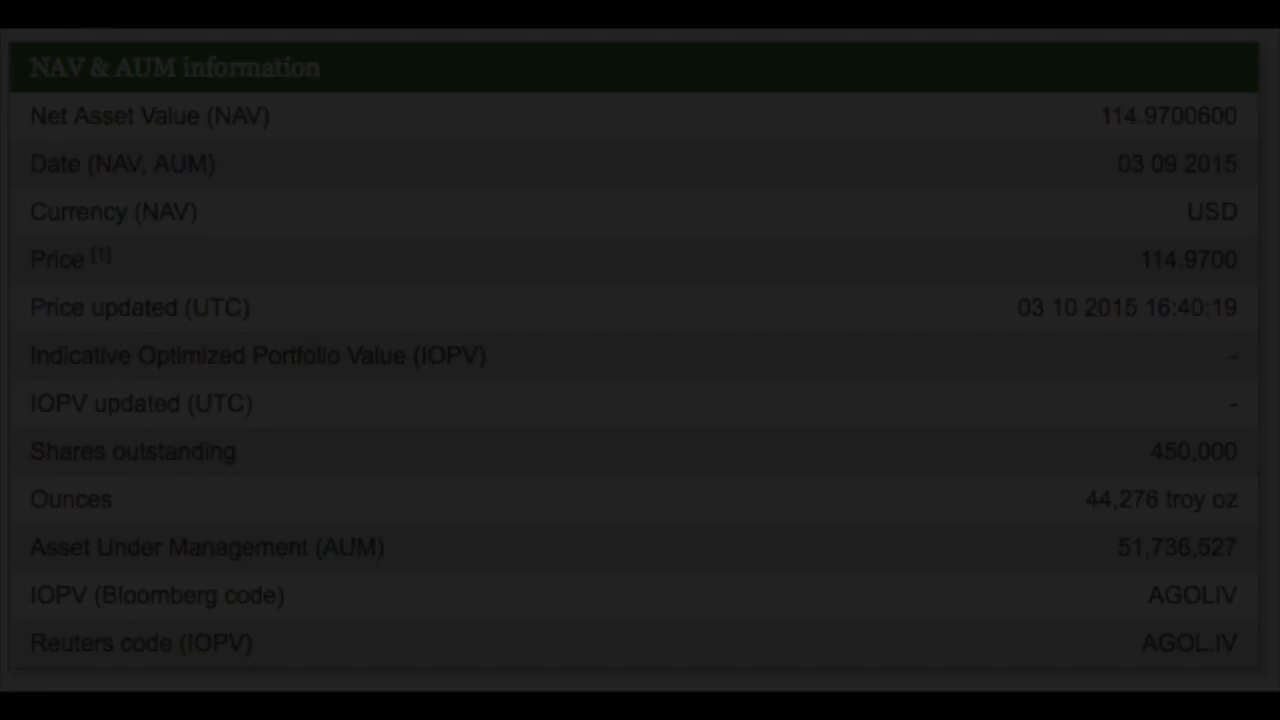 NAV & AUM information
Net Asset Value (NAV) 114.9700600
Date (NAV, AUM) 03 09 2015
Currency (NAV) USD
Price [1] 114.9700
Price updated (UTC) 03 10 2015 16:40:19
Indicative Optimized Portfolio Value (IOPV) -
IOPV updated (UTC) -
Shares outstanding 450,000
Ounces 44,276 troy oz
Asset Under Management (AUM) 51,736,527
IOPV (Bloomberg code) AGOLIV
Reuters code (IOPV) AGOL.IV